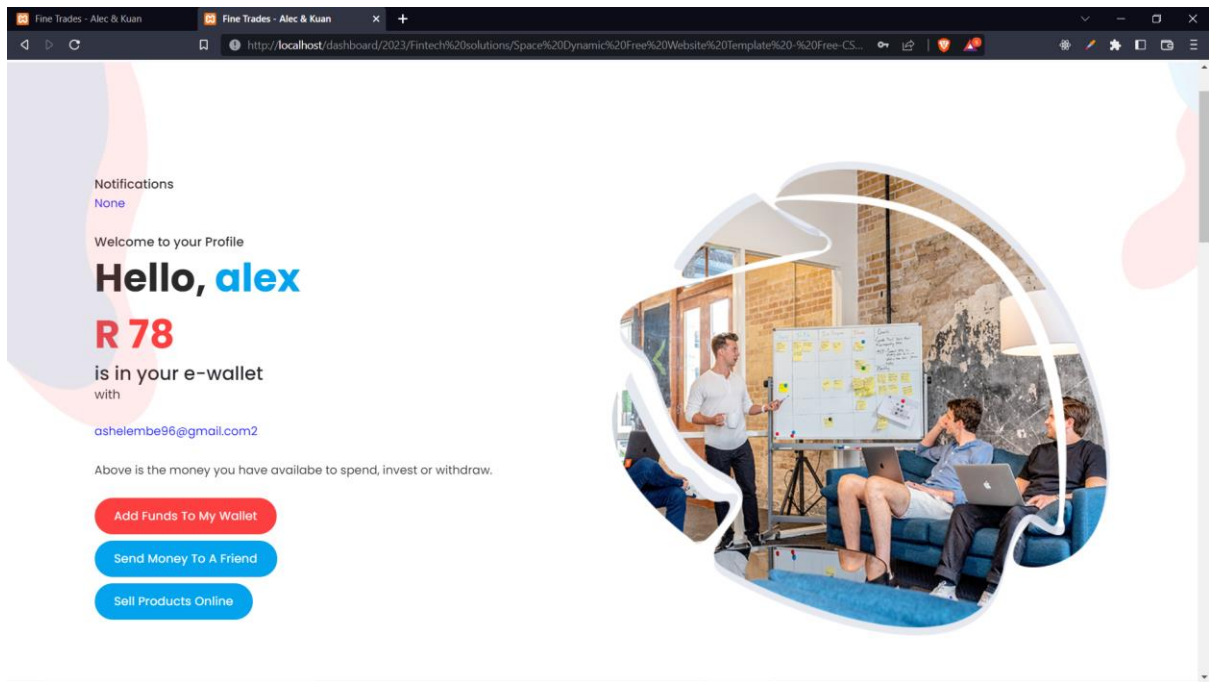 Fine Trades - Alec & Kuan
Fine Trades - Alec & Kuan
http://localhost/dashboard/2023/Fintech%20solutions/Space%20Dynamic%20Free%20Website%20Template%20-%20Free-CS...
Notifications
None
Welcome to your Profile
Hello, alex
R 78
is in your e-wallet
with
ashelembe96@gmail.com2
Above is the money you have availabe to spend, invest or withdraw.
Add Funds To My Wallet
Send Money To A Friend
Sell Products Online